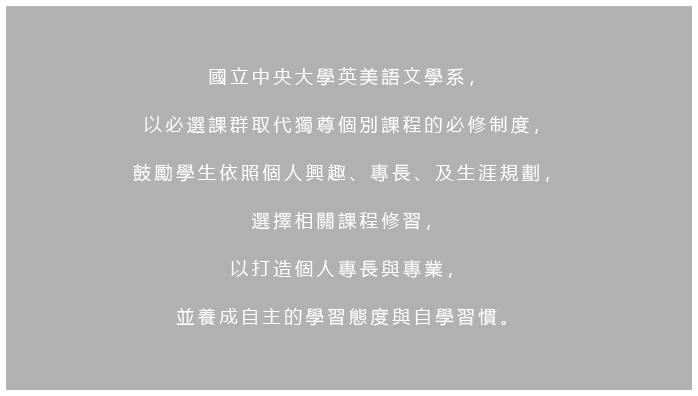 國立中央大學英美語文學系,
以必選課群取代獨尊個別課程的必修制度,
鼓勵學生依照個人興趣、專長、及生涯規劃,
選擇相關課程修習,
以打造個人專長與專業,
並養成自主的學習態度與自學習慣。